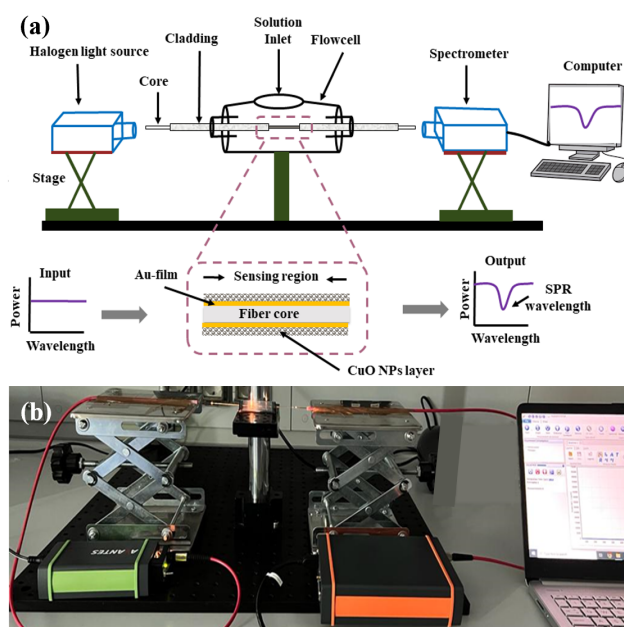 (a)
Halogen light source
Core
Cladding
Solution
Inlet
Flowcell
Spectrometer
Computer
Stage
Input
Power
Wavelength
Au-film
Sensing region
Fiber core
CuO NPs layer
Output
Power
SPR
wavelength
Wavelength
(b)
AVANTES